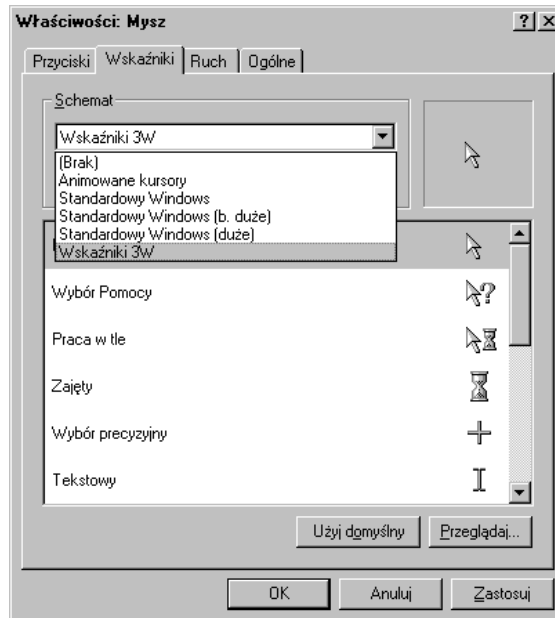 Właściwości: Mysz
Przyciski Wskaźniki Ruch Ogólne
Schemat
Wskaźniki 3W
(Brak)
Animowane kursory
Standardowy Windows
Standardowy Windows (b. duże)
Standardowy Windows (duże)
Wskaźniki 3W
Wybór Pomocy
Praca w tle
Zajęty
Wybór precyzyjny
Tekstowy
Użyj domyślny Przeglądaj...
OK Anuluj Zastosuj